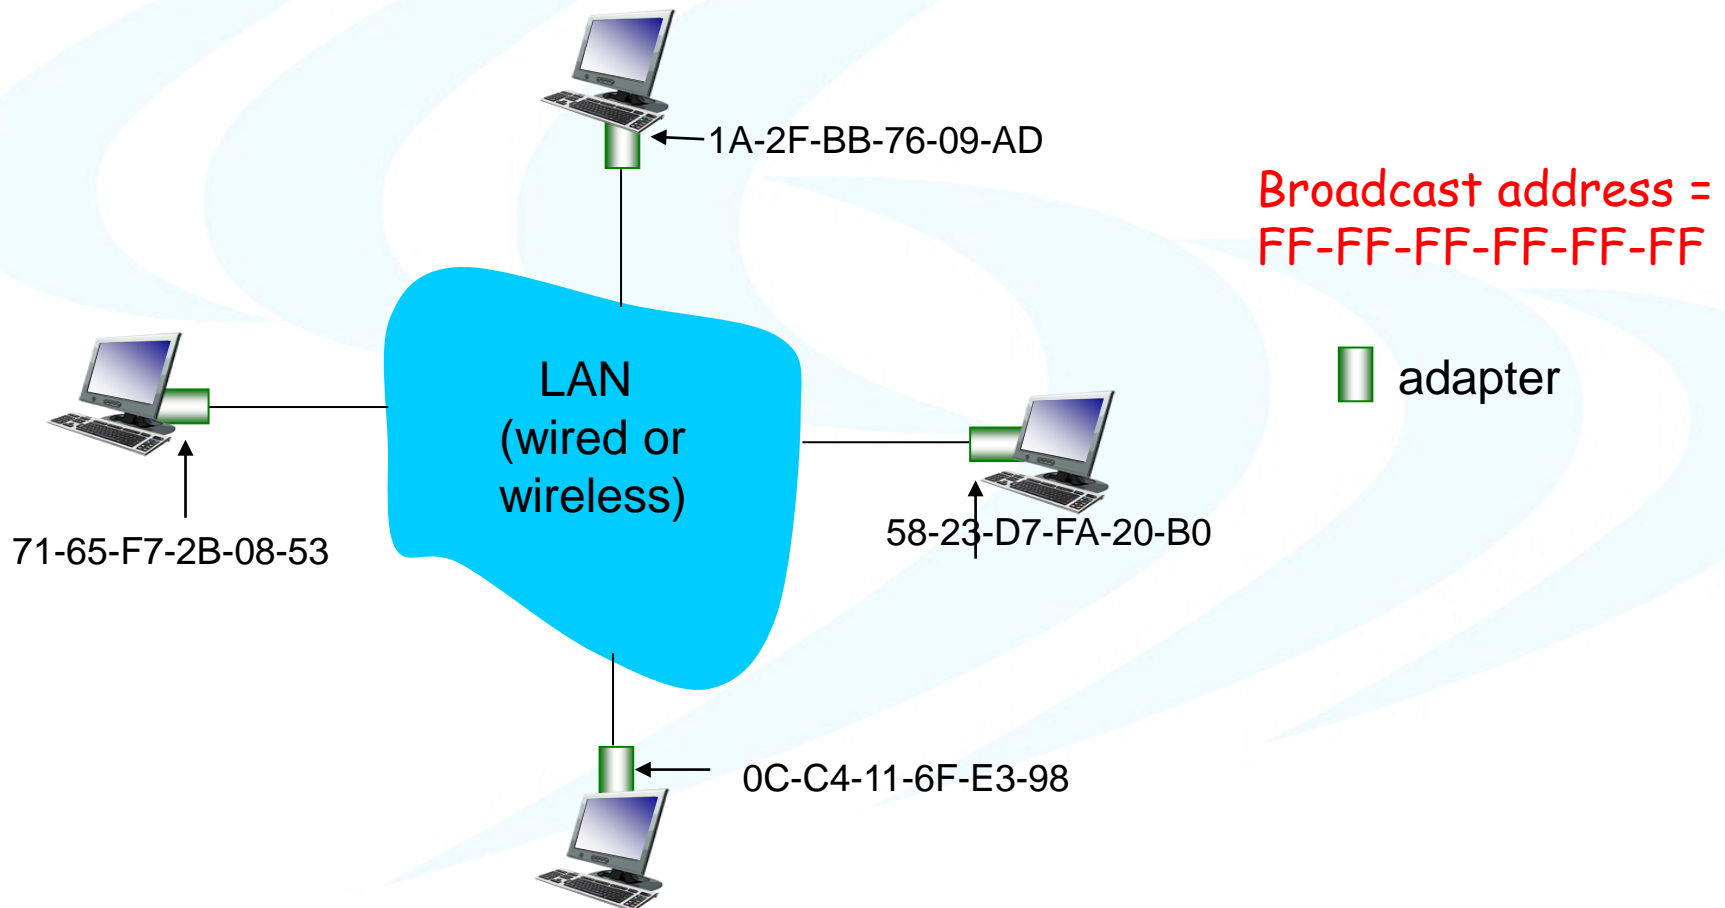 1A-2F-BB-76-09-AD
Broadcast address =
FF-FF-FF-FF-FF-FF
LAN
(wired or
wireless)
adapter
71-65-F7-2B-08-53
58-23-D7-FA-20-B0
0C-C4-11-6F-E3-98